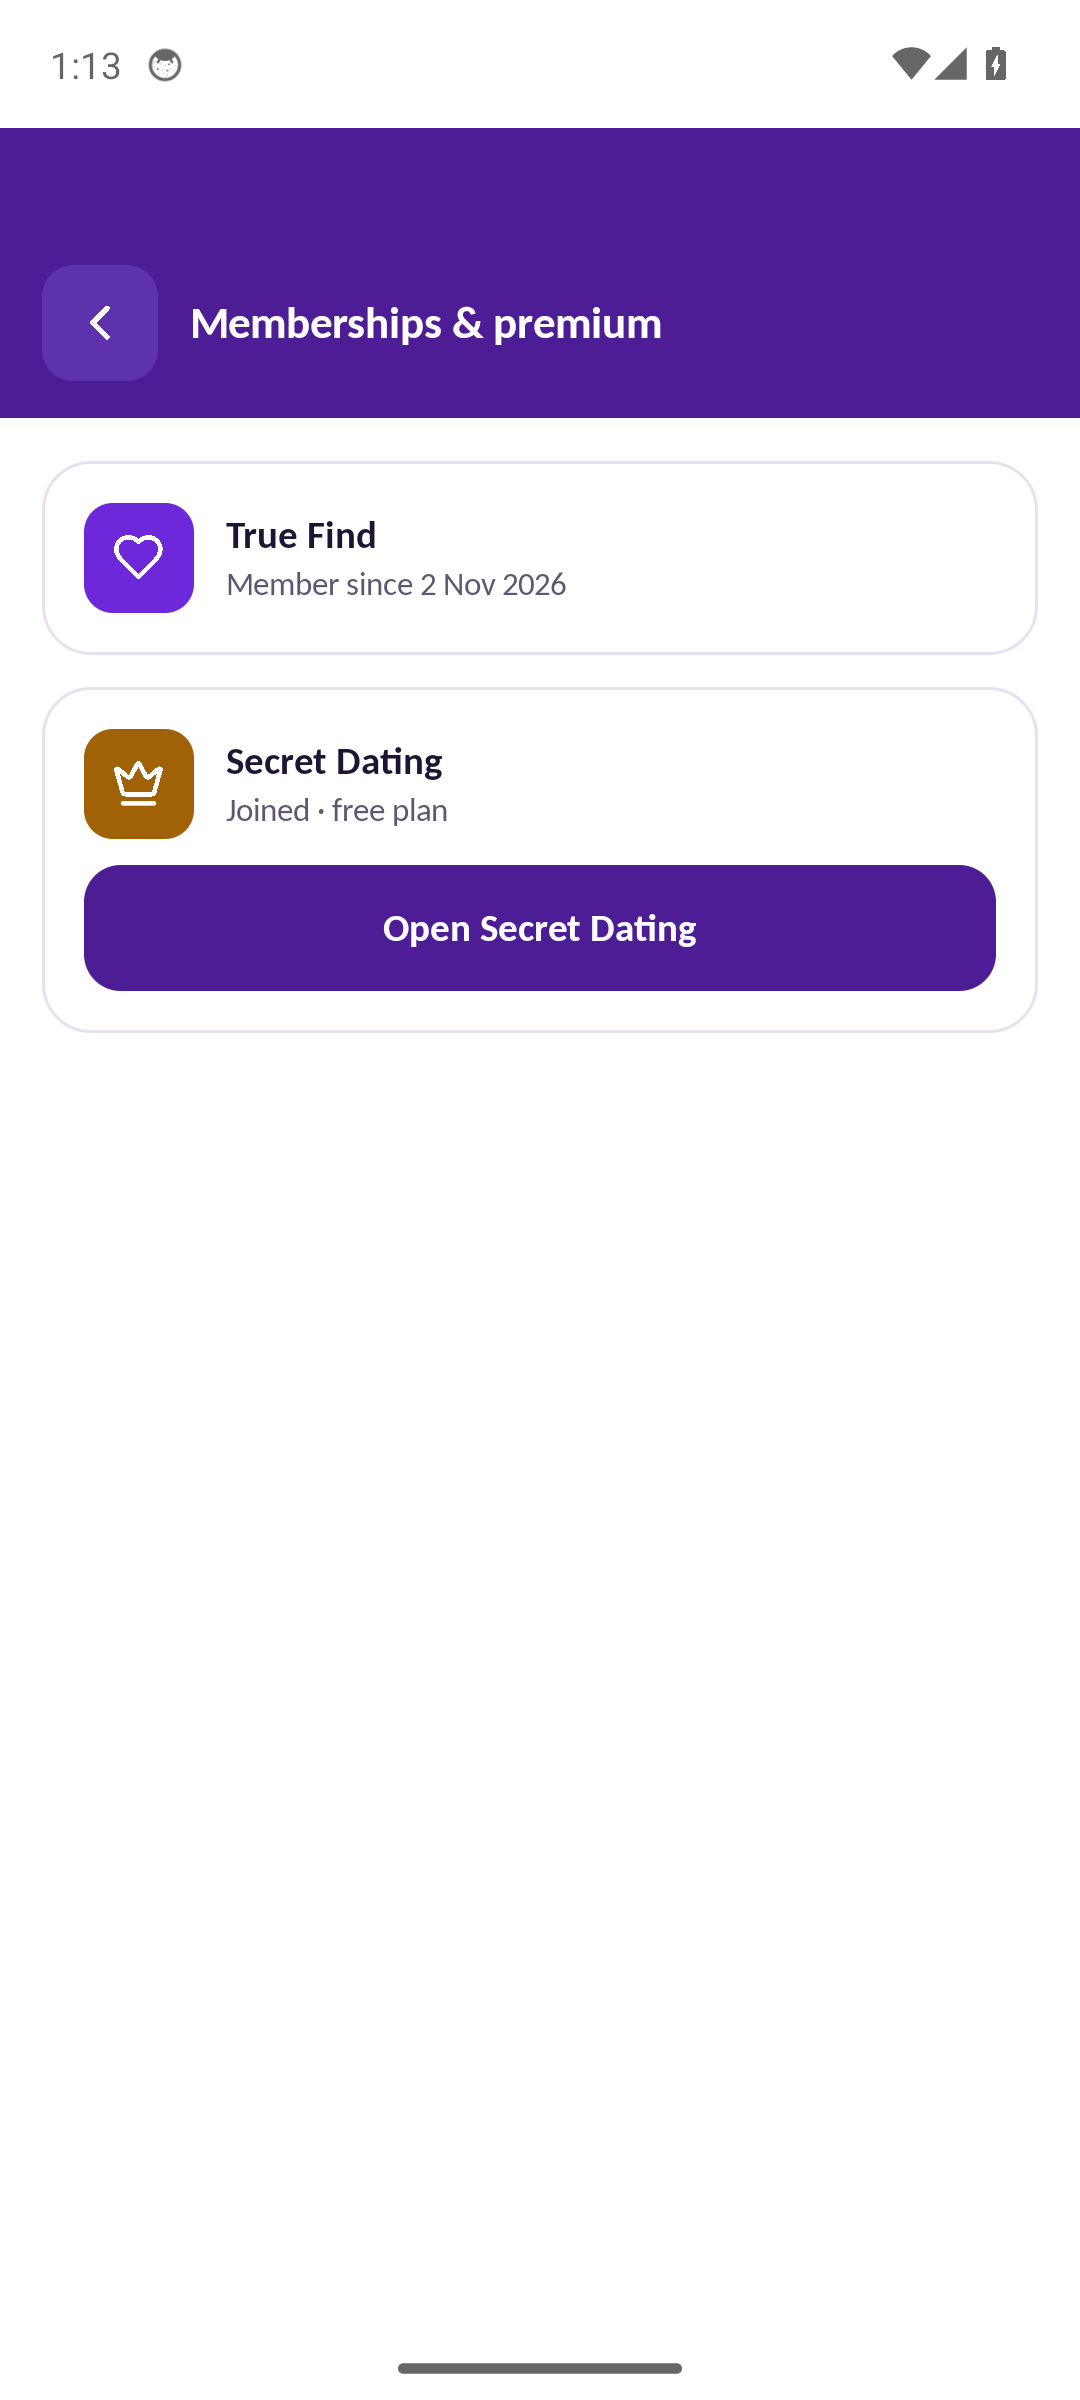 1:13
Memberships & premium
True Find
Member since 2 Nov 2026
Secret Dating
Joined · free plan
Open Secret Dating